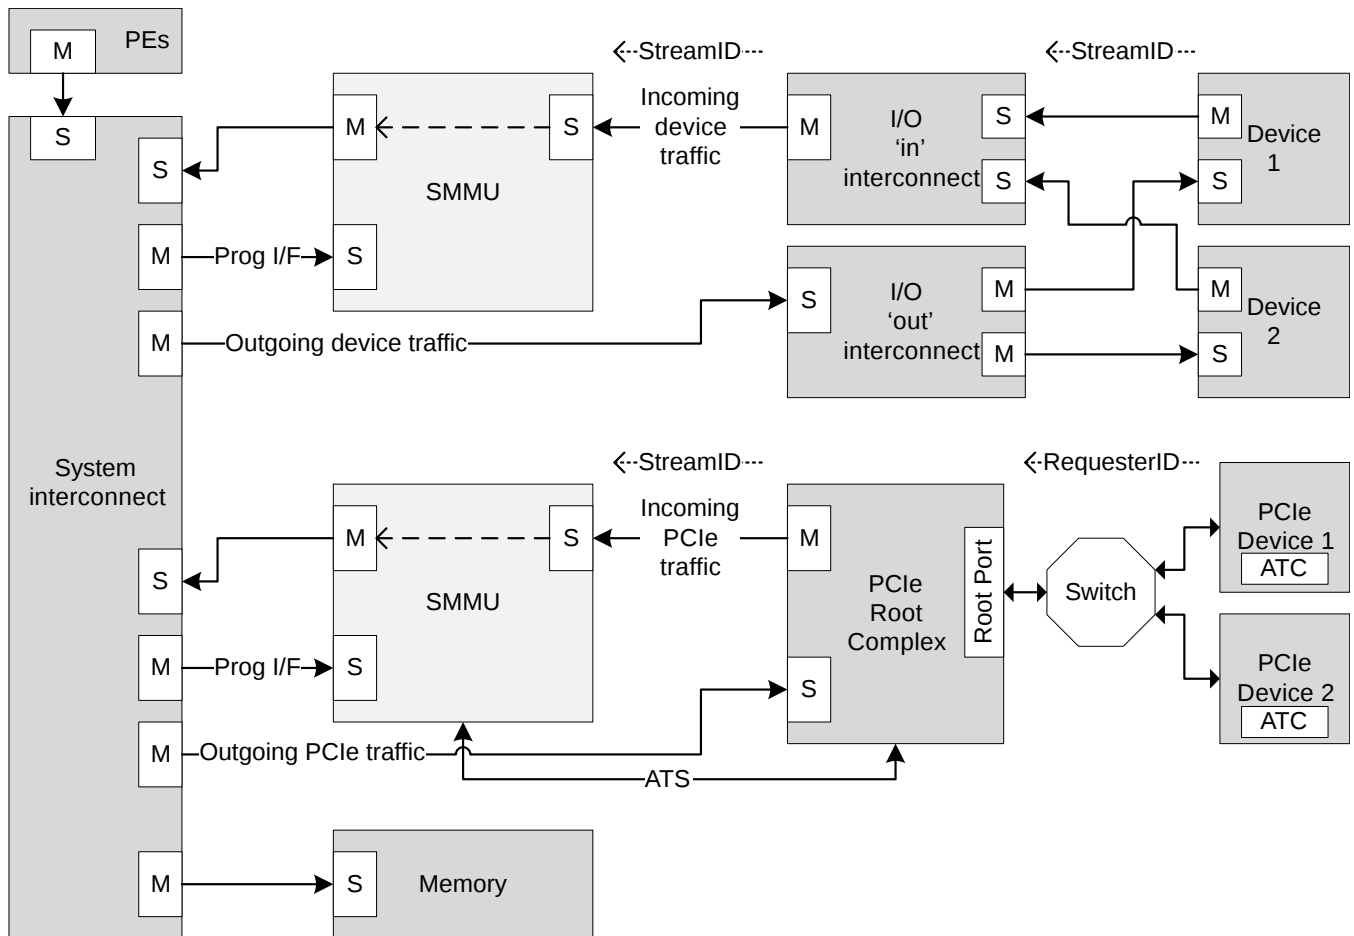 PEs
M
S
StreamID
StreamID
S
M
S
SMMU
Incoming
device
traffic
M
I/O
‘in’
interconnect
S
S
M
Device
1
S
M
Prog I/F
S
M
Outgoing device traffic
S
I/O
‘out’
interconnect
M
M
M
Device
2
S
System
interconnect
StreamID
RequesterID
S
M
S
SMMU
Incoming
PCIe
traffic
M
PCIe
Root
Complex
Root Port
Switch
PCIe
Device 1
ATC
PCIe
Device 2
ATC
M
Prog I/F
S
S
M
Outgoing PCIe traffic
ATS
M
S
Memory